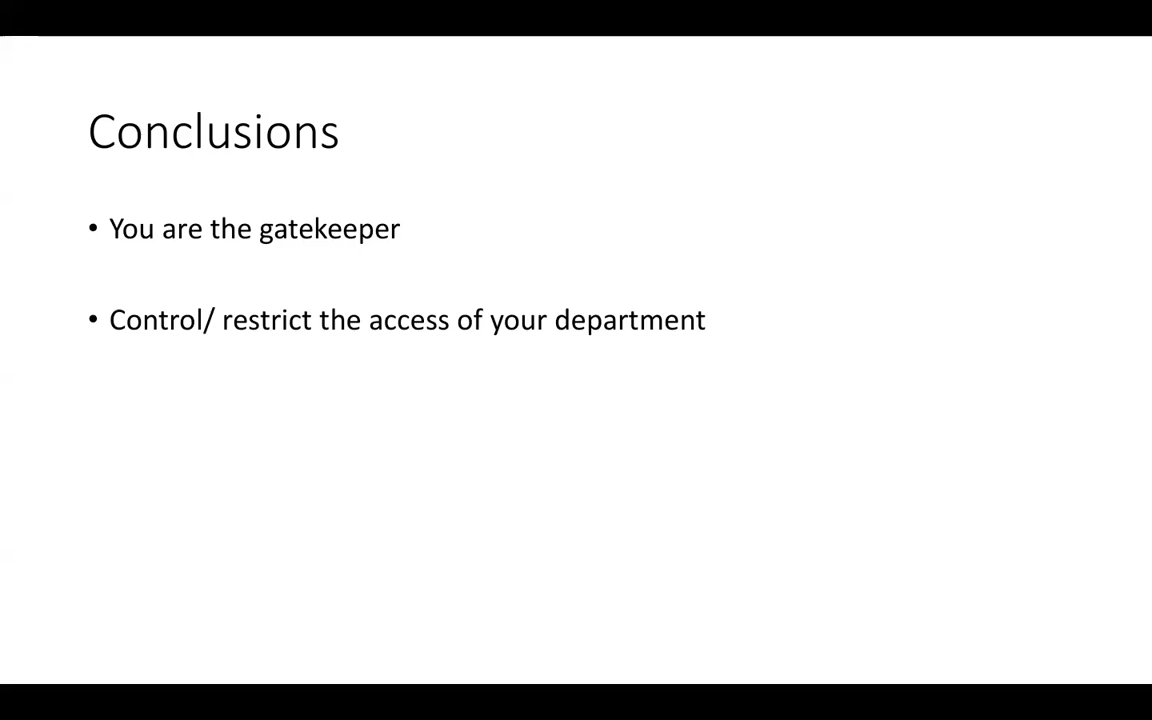 Conclusions
• You are the gatekeeper
• Control/ restrict the access of your department